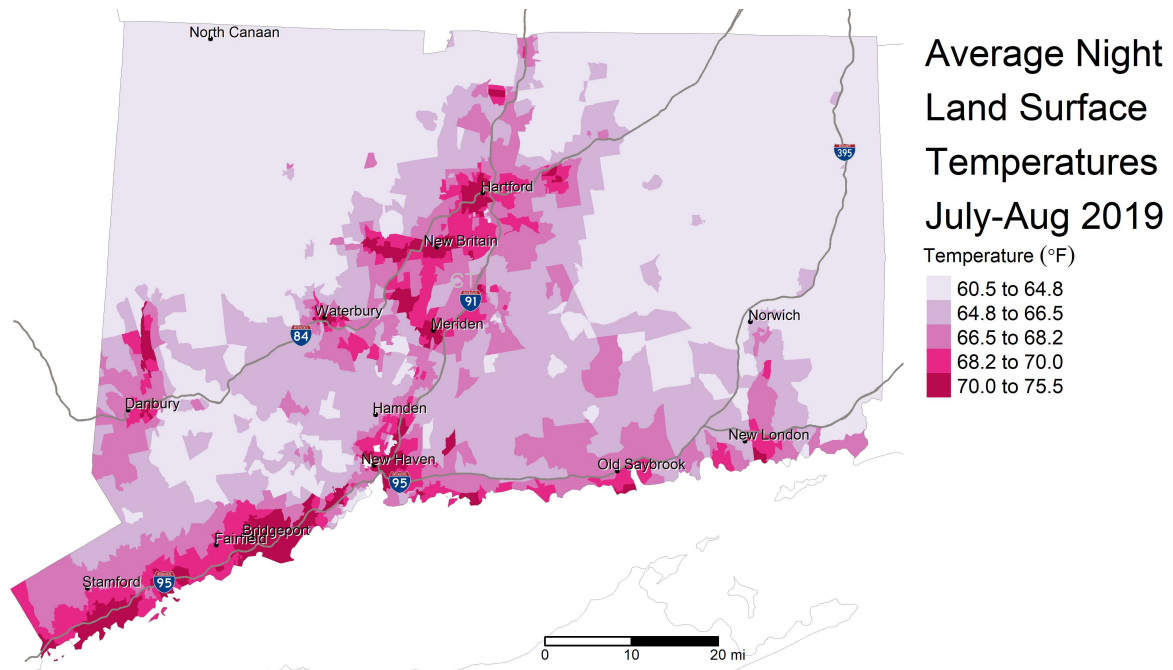 Average Night
Land Surface
Temperatures
July-Aug 2019
Temperature (°F)
60.5 to 64.8
64.8 to 66.5
66.5 to 68.2
68.2 to 70.0
70.0 to 75.5
North Canaan
395
Hartford
New Britain
CT
91
Waterbury
Meriden
Norwich
84
Danbury
Hamden
New London
New Haven
Old Saybrook
95
Bridgeport
Fairfield
Stamford
95
0 10 20 mi